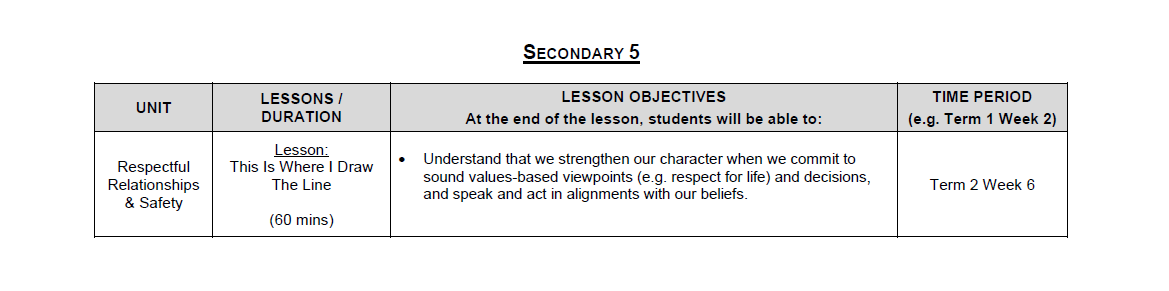 SECONDARY 5
UNIT
LESSONS /
DURATION
LESSON OBJECTIVES
At the end of the lesson, students will be able to:
TIME PERIOD
(e.g. Term 1 Week 2)
Respectful
Relationships
& Safety
Lesson:
This Is Where I Draw
The Line
(60 mins)
• Understand that we strengthen our character when we commit to
sound values-based viewpoints (e.g. respect for life) and decisions,
and speak and act in alignments with our beliefs.
Term 2 Week 6